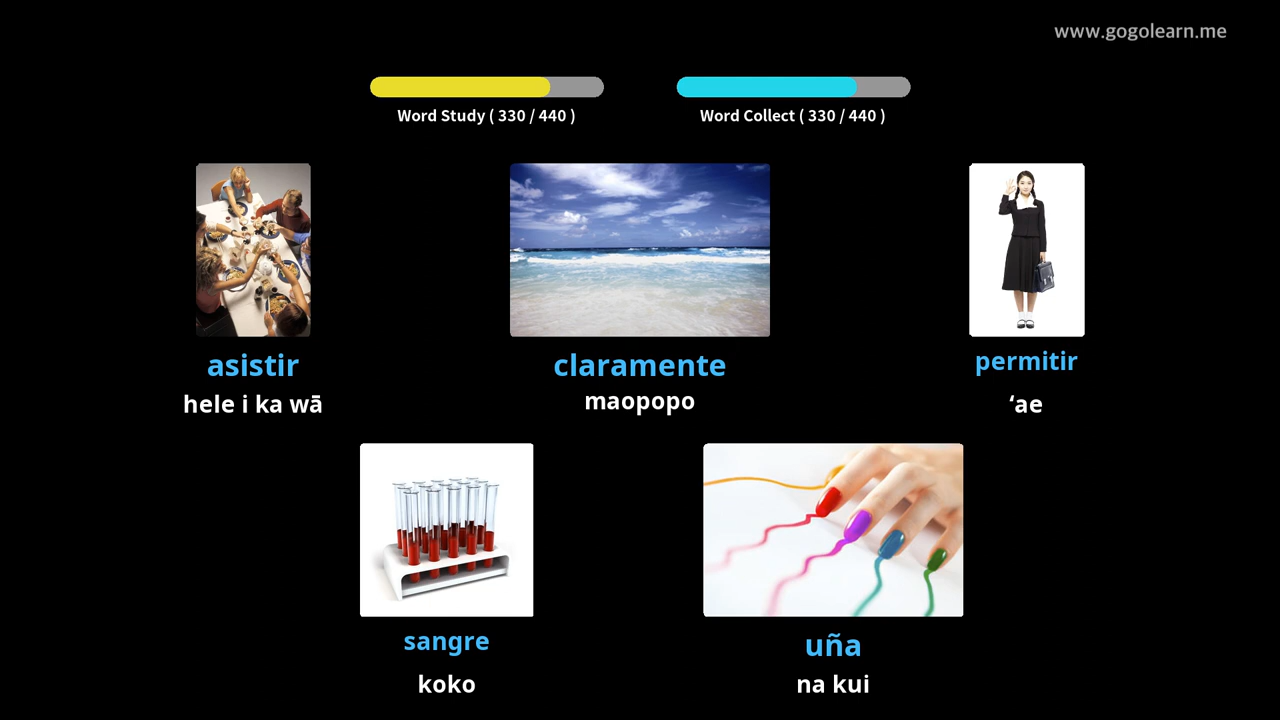 www.gogolearn.me
Word Study ( 330 / 440 )
Word Collect ( 330 / 440 )
asistir
claramente
permitir
hele i ka wā
maopopo
ʻae
sangre
uña
koko
na kui